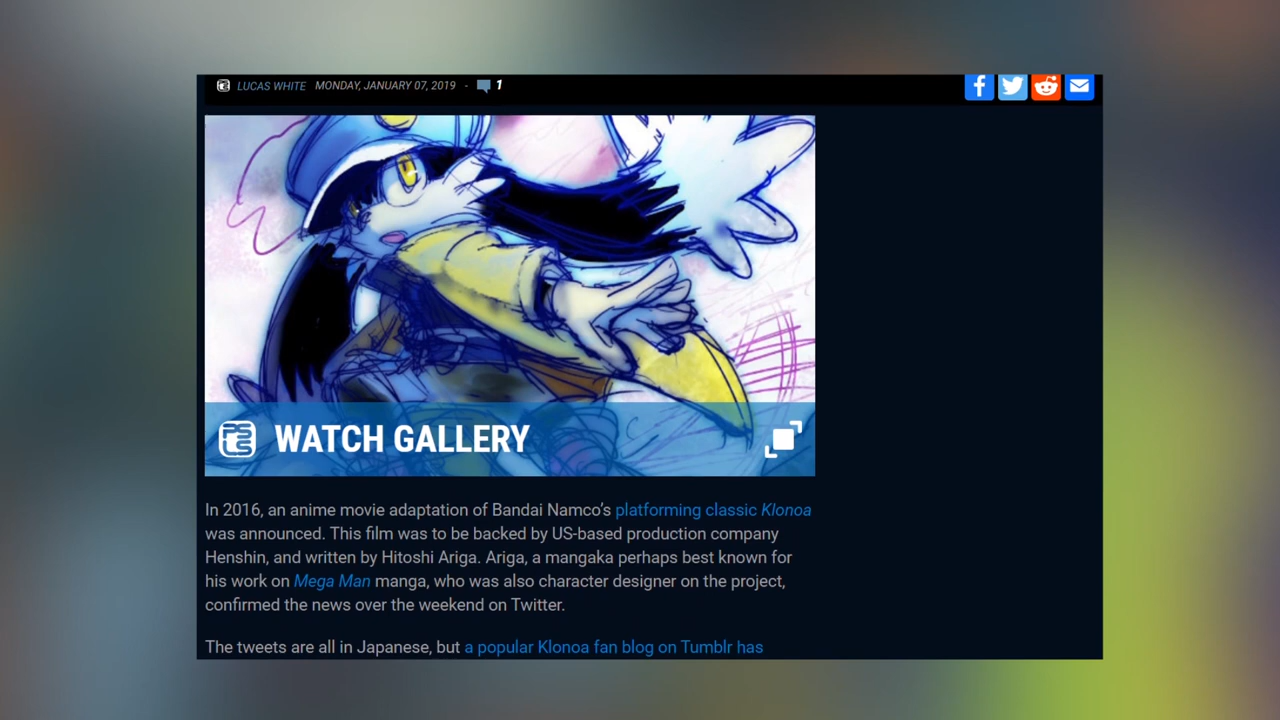 LUCAS WHITE MONDAY, JANUARY 07, 2019 · 1
WATCH GALLERY
In 2016, an anime movie adaptation of Bandai Namco’s platforming classic Klonoa
was announced. This film was to be backed by US-based production company
Henshin, and written by Hitoshi Ariga. Ariga, a mangaka perhaps best known for
his work on Mega Man manga, who was also character designer on the project,
confirmed the news over the weekend on Twitter.
The tweets are all in Japanese, but a popular Klonoa fan blog on Tumblr has